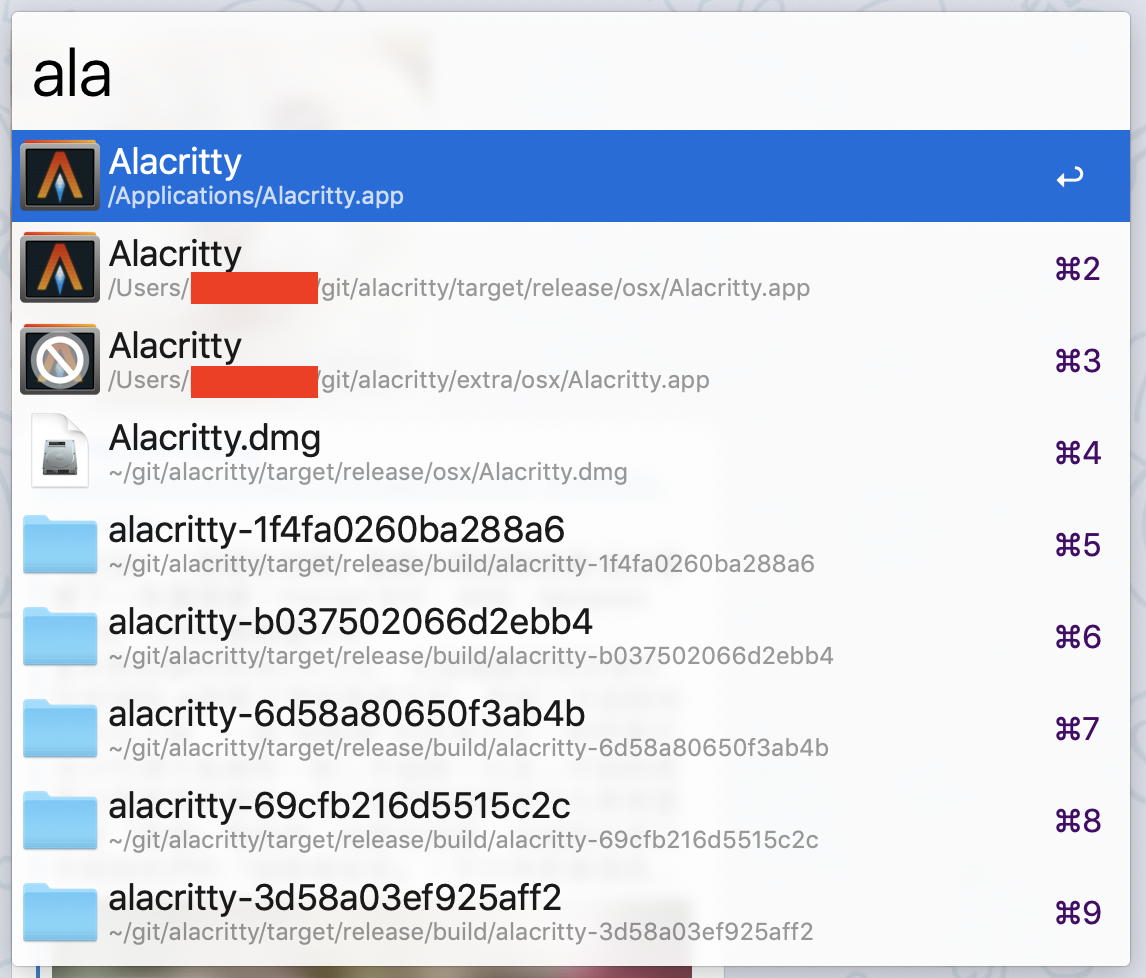 ala
Alacritty
/Applications/Alacritty.app
Alacritty
/Users/ /git/alacritty/target/release/osx/Alacritty.app
⌘2
Alacritty
/Users/ /git/alacritty/extra/osx/Alacritty.app
⌘3
Alacritty.dmg
~/git/alacritty/target/release/osx/Alacritty.dmg
⌘4
alacritty-1f4fa0260ba288a6
~/git/alacritty/target/release/build/alacritty-1f4fa0260ba288a6
⌘5
alacritty-b037502066d2ebb4
~/git/alacritty/target/release/build/alacritty-b037502066d2ebb4
⌘6
alacritty-6d58a80650f3ab4b
~/git/alacritty/target/release/build/alacritty-6d58a80650f3ab4b
⌘7
alacritty-69cfb216d5515c2c
~/git/alacritty/target/release/build/alacritty-69cfb216d5515c2c
⌘8
alacritty-3d58a03ef925aff2
~/git/alacritty/target/release/build/alacritty-3d58a03ef925aff2
⌘9